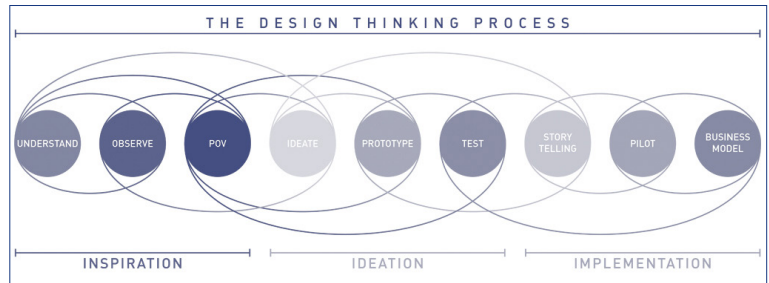 THE DESIGN THINKING PROCESS
UNDERSTAND
OBSERVE
POV
IDEATE
PROTOTYPE
TEST
STORY
TELLING
PILOT
BUSINESS
MODEL
INSPIRATION
IDEATION
IMPLEMENTATION